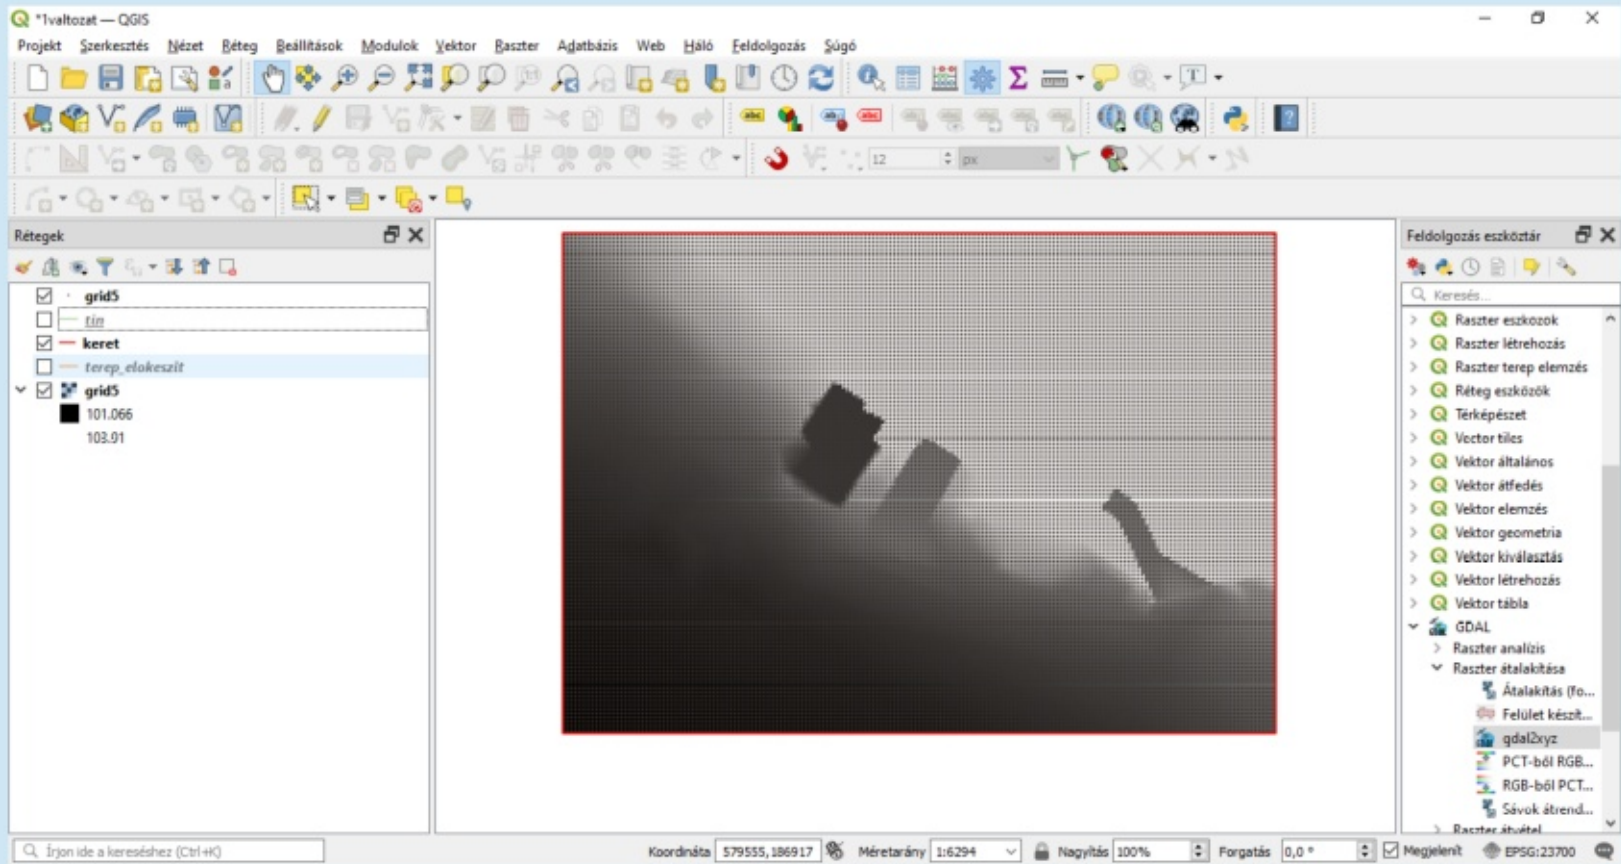 *1valtozat — QGIS
Projekt Szerkesztés Nézet Réteg Beállítások Modulok Vektor Raszter Adatbázis Web Háló Feldolgozás Súgó
12 px
Rétegek
grid5
tin
keret
terep_elokeszit
grid5
101.066
103.91
Feldolgozás eszköztár
Keresés...
Raszter eszközök
Raszter létrehozás
Raszter terep elemzés
Réteg eszközök
Térképészet
Vector tiles
Vektor általános
Vektor átfedés
Vektor elemzés
Vektor geometria
Vektor kiválasztás
Vektor létrehozás
Vektor tábla
GDAL
Raszter analízis
Raszter átalakítása
Átalakítás (fo...
Felület készít...
gdal2xyz
PCT-ből RGB...
RGB-ből PCT...
Sávok átrend...
Raszter átvétel
Írjon ide a kereséshez (Ctrl+K) Koordináta 579555,186917 Méretarány 1:6294 Nagyítás 100% Forgatás 0,0 ° Megjelenít EPSG:23700